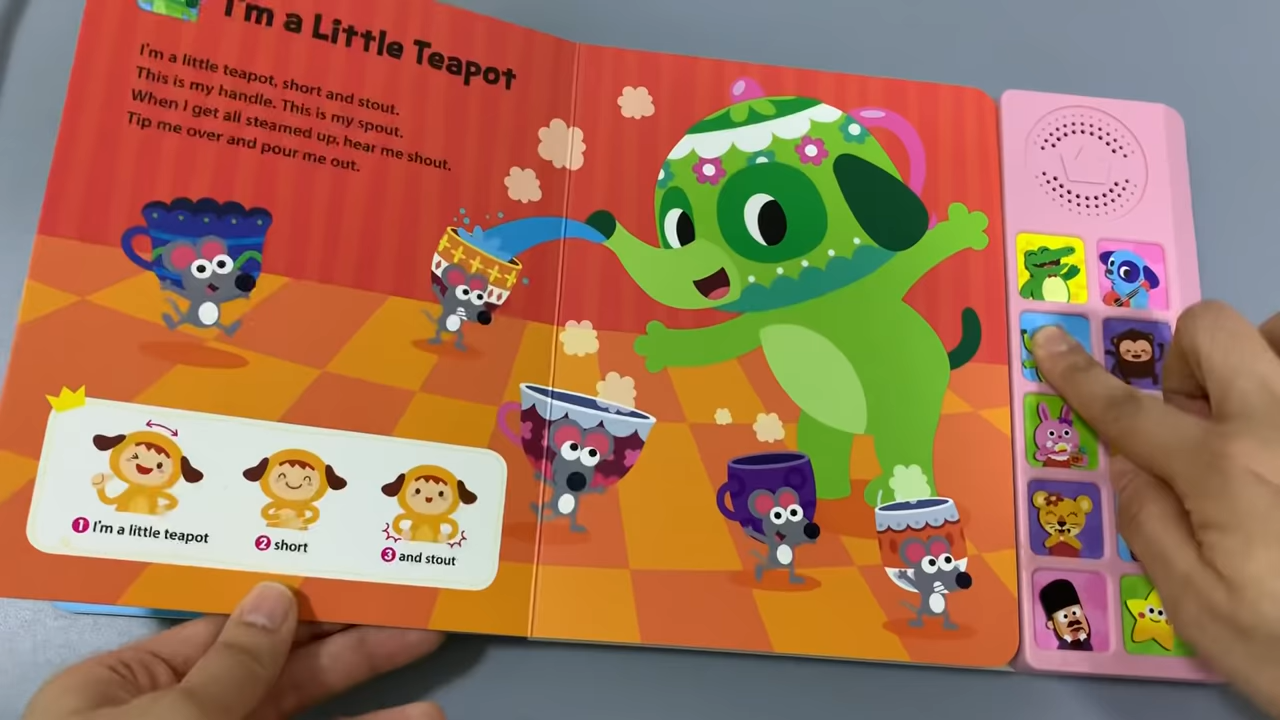 I'm a Little Teapot
I'm a little teapot, short and stout.
This is my handle. This is my spout.
When I get all steamed up, hear me shout.
Tip me over and pour me out.
1 I'm a little teapot
2 short
3 and stout